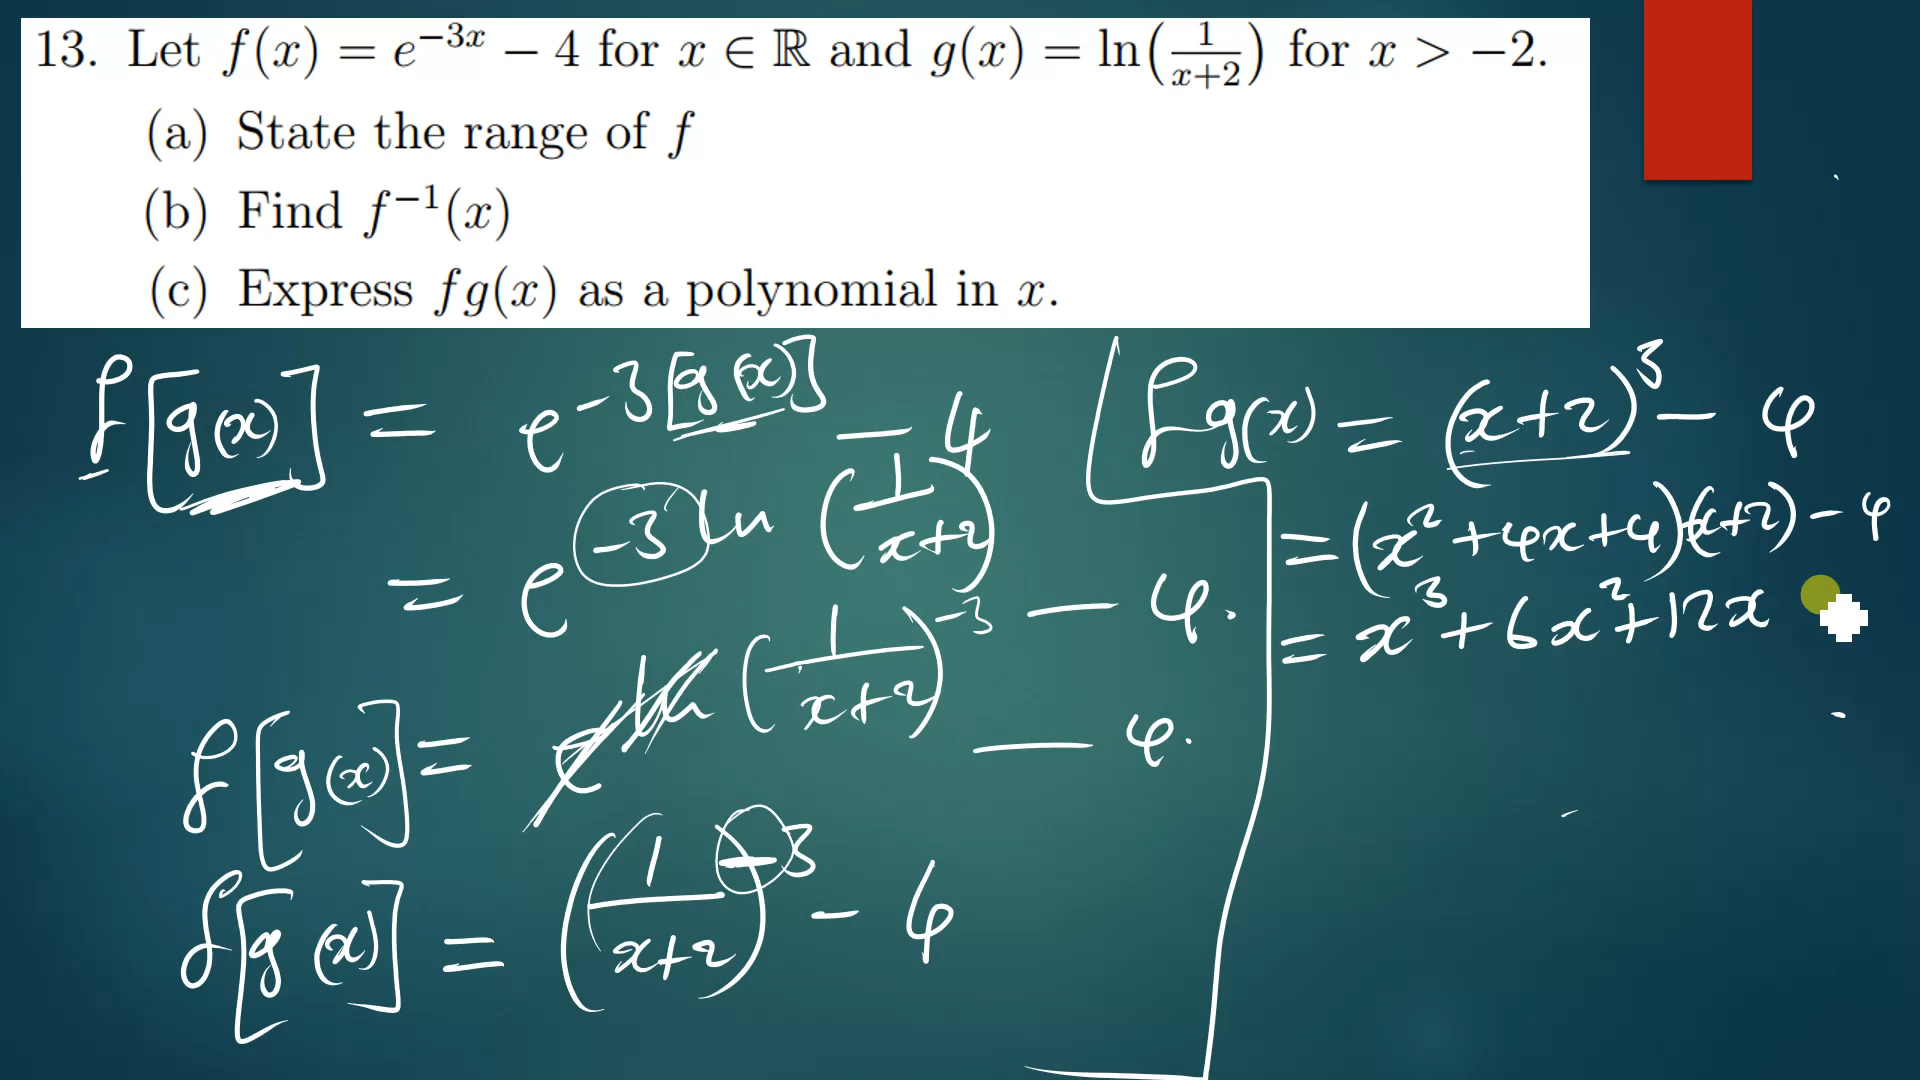 13. Let f(x) = e^{-3x} − 4 for x ∈ ℝ and g(x) = ln(1/(x+2)) for x > −2.
(a) State the range of f
(b) Find f^{-1}(x)
(c) Express fg(x) as a polynomial in x.
f[g(x)] = e^{-3[g(x)]} − 4
= e^{-3 ln(1/(x+2))} − 4.
f[g(x)] = e^{ln(1/(x+2))^{-3}} − 4.
f[g(x)] = (1/(x+2))^{-3} − 4
fg(x) = (x+2)^3 − 4
= (x^2+4x+4)(x+2) − 4
= x^3+6x^2+12x